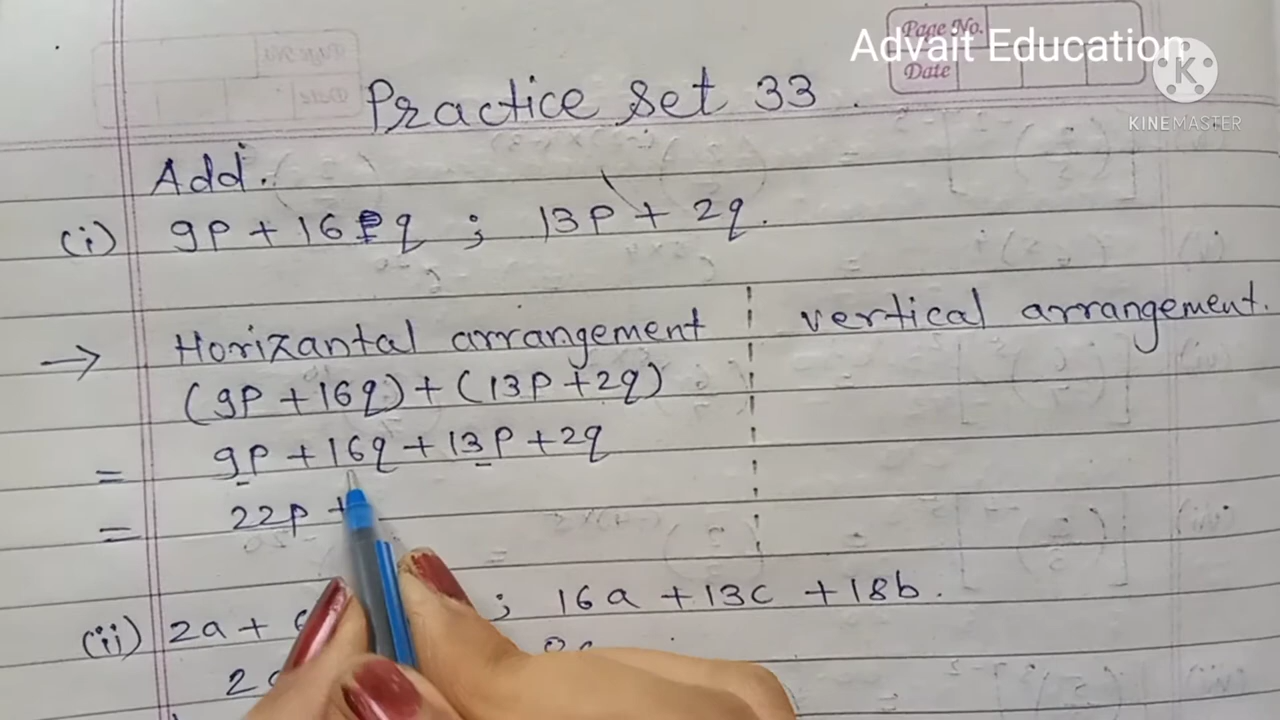 Page No.
Advait Education
Date
K
KINEMASTER
Practice Set 33.
Add.
(i) 9p + 16 q ; 13p + 2q.
→ Horizantal arrangement vertical arrangement.
(9p + 16q) + (13p + 2q)
= 9p + 16q + 13p + 2q
= 22p +
(ii) 2a + ; 16a + 13c + 18b.